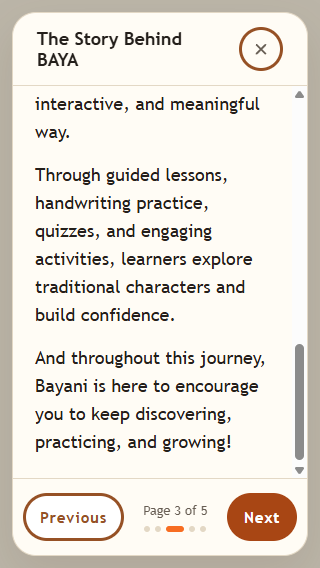 The Story Behind
BAYA
interactive, and meaningful
way.
Through guided lessons,
handwriting practice,
quizzes, and engaging
activities, learners explore
traditional characters and
build confidence.
And throughout this journey,
Bayani is here to encourage
you to keep discovering,
practicing, and growing!
Previous
Page 3 of 5
Next